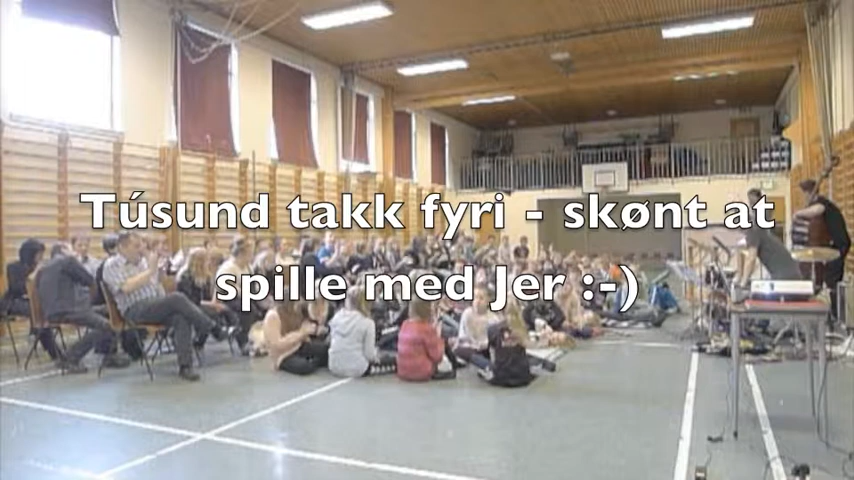 Túsund takk fyri - skønt at
spille med Jer :-)